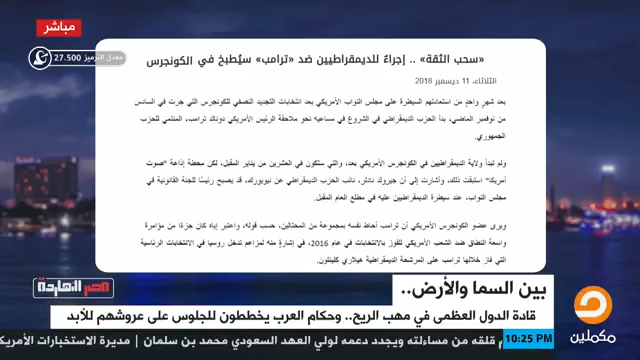 مباشر
معدل الترميز 27.500
«سحب الثقة» .. إجراءً للديمقراطيين ضد «ترامب» سيُطبخ في الكونجرس
الثلاثاء، 11 ديسمبر 2018
بعد شهرٍ واحدٍ من استعادتهم السيطرة على مجلس النواب الأمريكي بعد انتخابات التجديد النصفي للكونجرس التي جرت في السادس
من نوفمبر الماضي، بدأ الحزب الديمقراطي في الشروع في مساعيه نحو ملاحقة الرئيس الأمريكي دونالد ترامب، المنتمي للحزب
الجمهوري.
ولم تبدأ ولاية الديمقراطيين في الكونجرس الأمريكي بعد، والتي ستكون في العشرين من يناير المقبل، لكن محطة إذاعة "صوت
أمريكا" استبقت ذلك، وأشارت إلى أن جيرولد نادلر، نائب الحزب الديمقراطي عن نيويورك، قد يصبح رئيسًا للجنة القانونية في
مجلس النواب، عند سيطرة الديمقراطيين عليه في مطلع العام المقبل.
ويرى عضو الكونجرس الأمريكي أن ترامب أحاط نفسه بمجموعة من المحتالين، حسب قوله، واعتبر إياه كان جزءًا من مؤامرة
واسعة النطاق ضد الشعب الأمريكي للفوز بالانتخابات في عام 2016، في إشارةٍ منه لمزاعم تدخل روسيا في الانتخابات الرئاسية
التي فاز خلالها ترامب على المرشحة الديمقراطية هيلاري كلينتون.
مصر النهاردة
بين السما والأرض..
قادة الدول العظمى في مهب الريح.. وحكام العرب يخططون للجلوس على عروشهم للأبد
مكملين
10:25 PM
قلقه من مساءلته ويجدد دعمه لولي العهد السعودي محمد بن سلمان | مديرة الاستخبارات الأمريكية